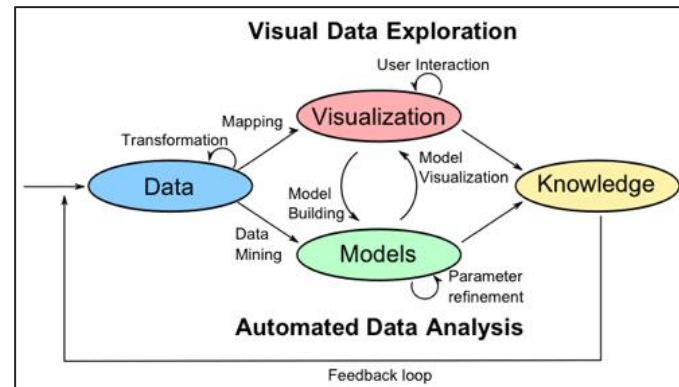 Visual Data Exploration
User Interaction
Visualization
Mapping
Transformation
Data
Model
Visualization
Knowledge
Model
Building
Data
Mining
Models
Parameter
refinement
Automated Data Analysis
Feedback loop